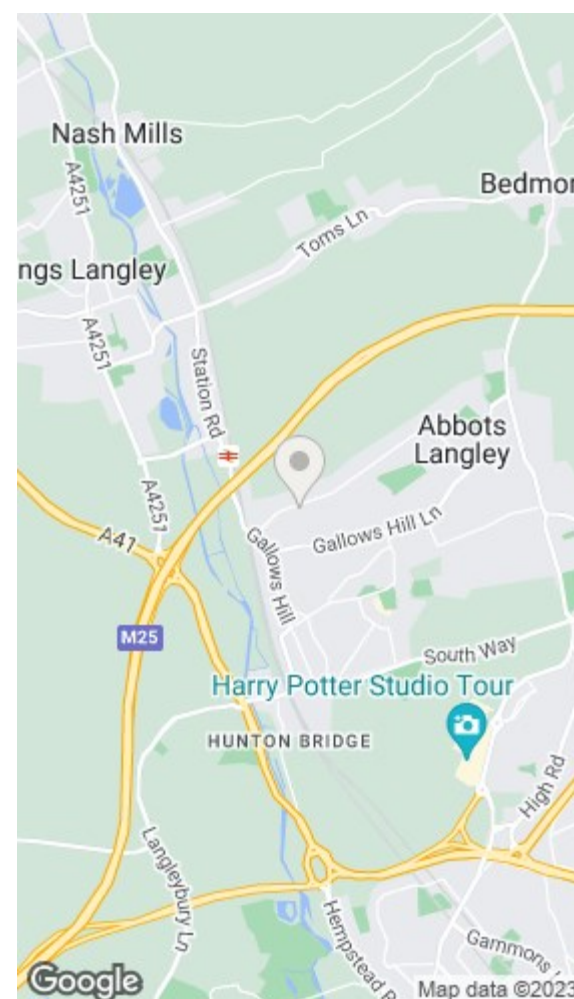 Nash Mills
A4251
Bedmon
Toms Ln
ngs Langley
A4251
Station Rd
Abbots
Langley
A4251
Gallows Hill Ln
A41
Gallows Hill
M25
South Way
Harry Potter Studio Tour
HUNTON BRIDGE
High Rd
Langleybury Ln
Hempstead R
Gammons L
Google
Map data ©2023